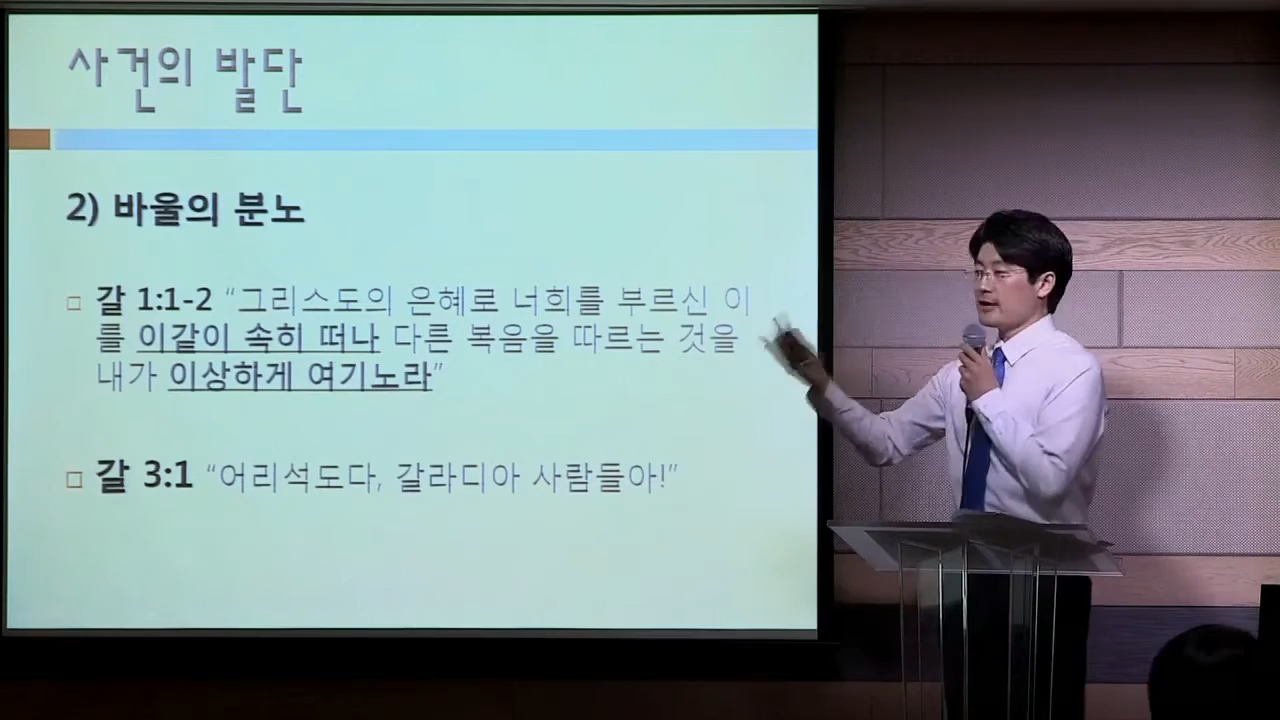 사건의 발단
2) 바울의 분노
갈 1:1-2 “그리스도의 은혜로 너희를 부르신 이
를 이같이 속히 떠나 다른 복음을 따르는 것을
내가 이상하게 여기노라”
갈 3:1 “어리석도다, 갈라디아 사람들아!”